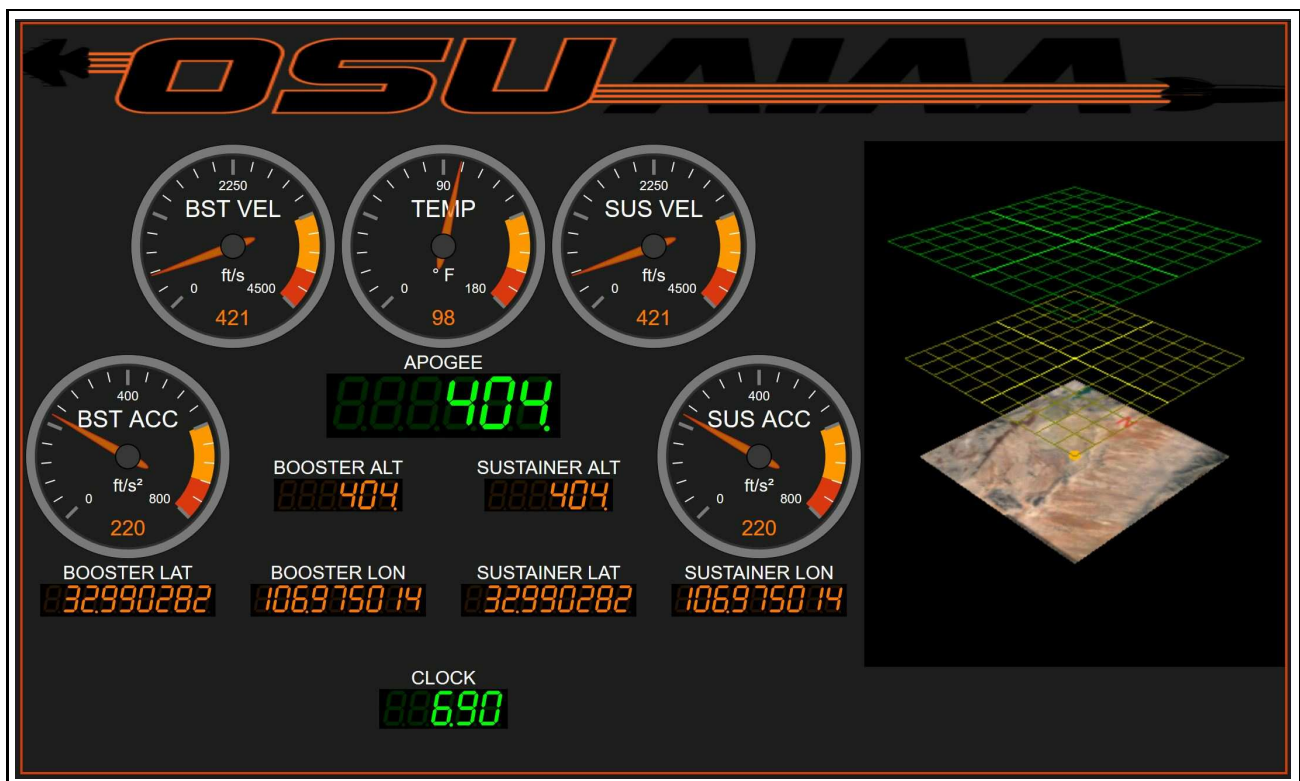 OSU AIAA
2250
BST VEL
ft/s
0 4500
421
90
TEMP
° F
0 180
98
2250
SUS VEL
ft/s
0 4500
421
APOGEE
404.
400
BST ACC
ft/s²
0 800
220
BOOSTER ALT
404.
SUSTAINER ALT
404.
400
SUS ACC
ft/s²
0 800
220
BOOSTER LAT
32.990282
BOOSTER LON
106.975014
SUSTAINER LAT
32.990282
SUSTAINER LON
106.975014
CLOCK
6.90
N